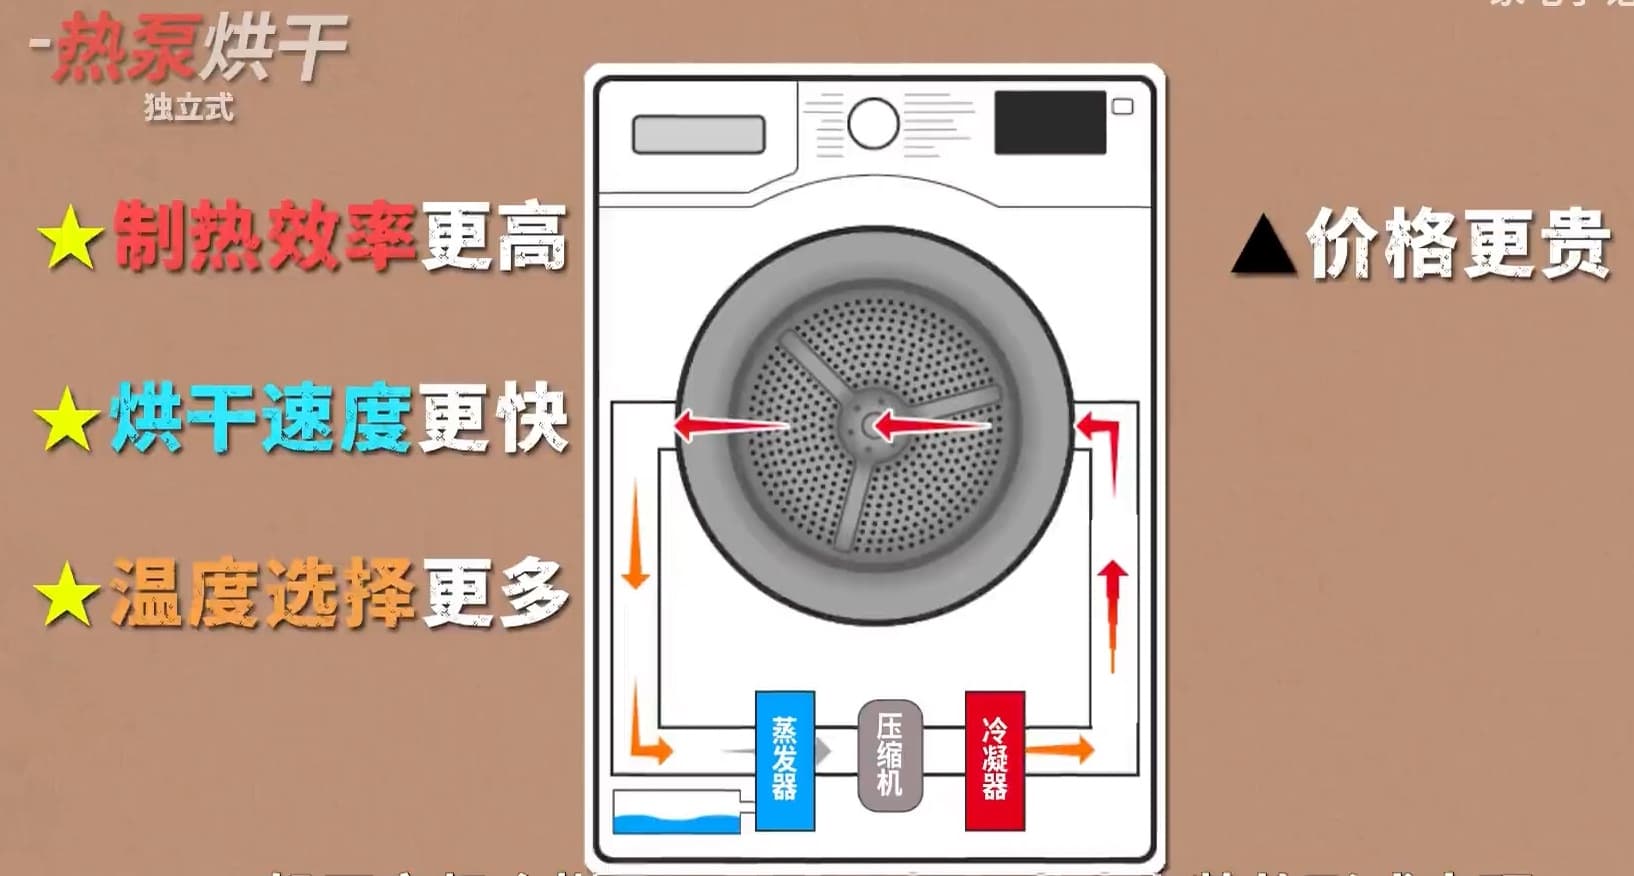 -热泵烘干
独立式
★制热效率更高
▲价格更贵
★烘干速度更快
★温度选择更多
蒸发器
压缩机
冷凝器